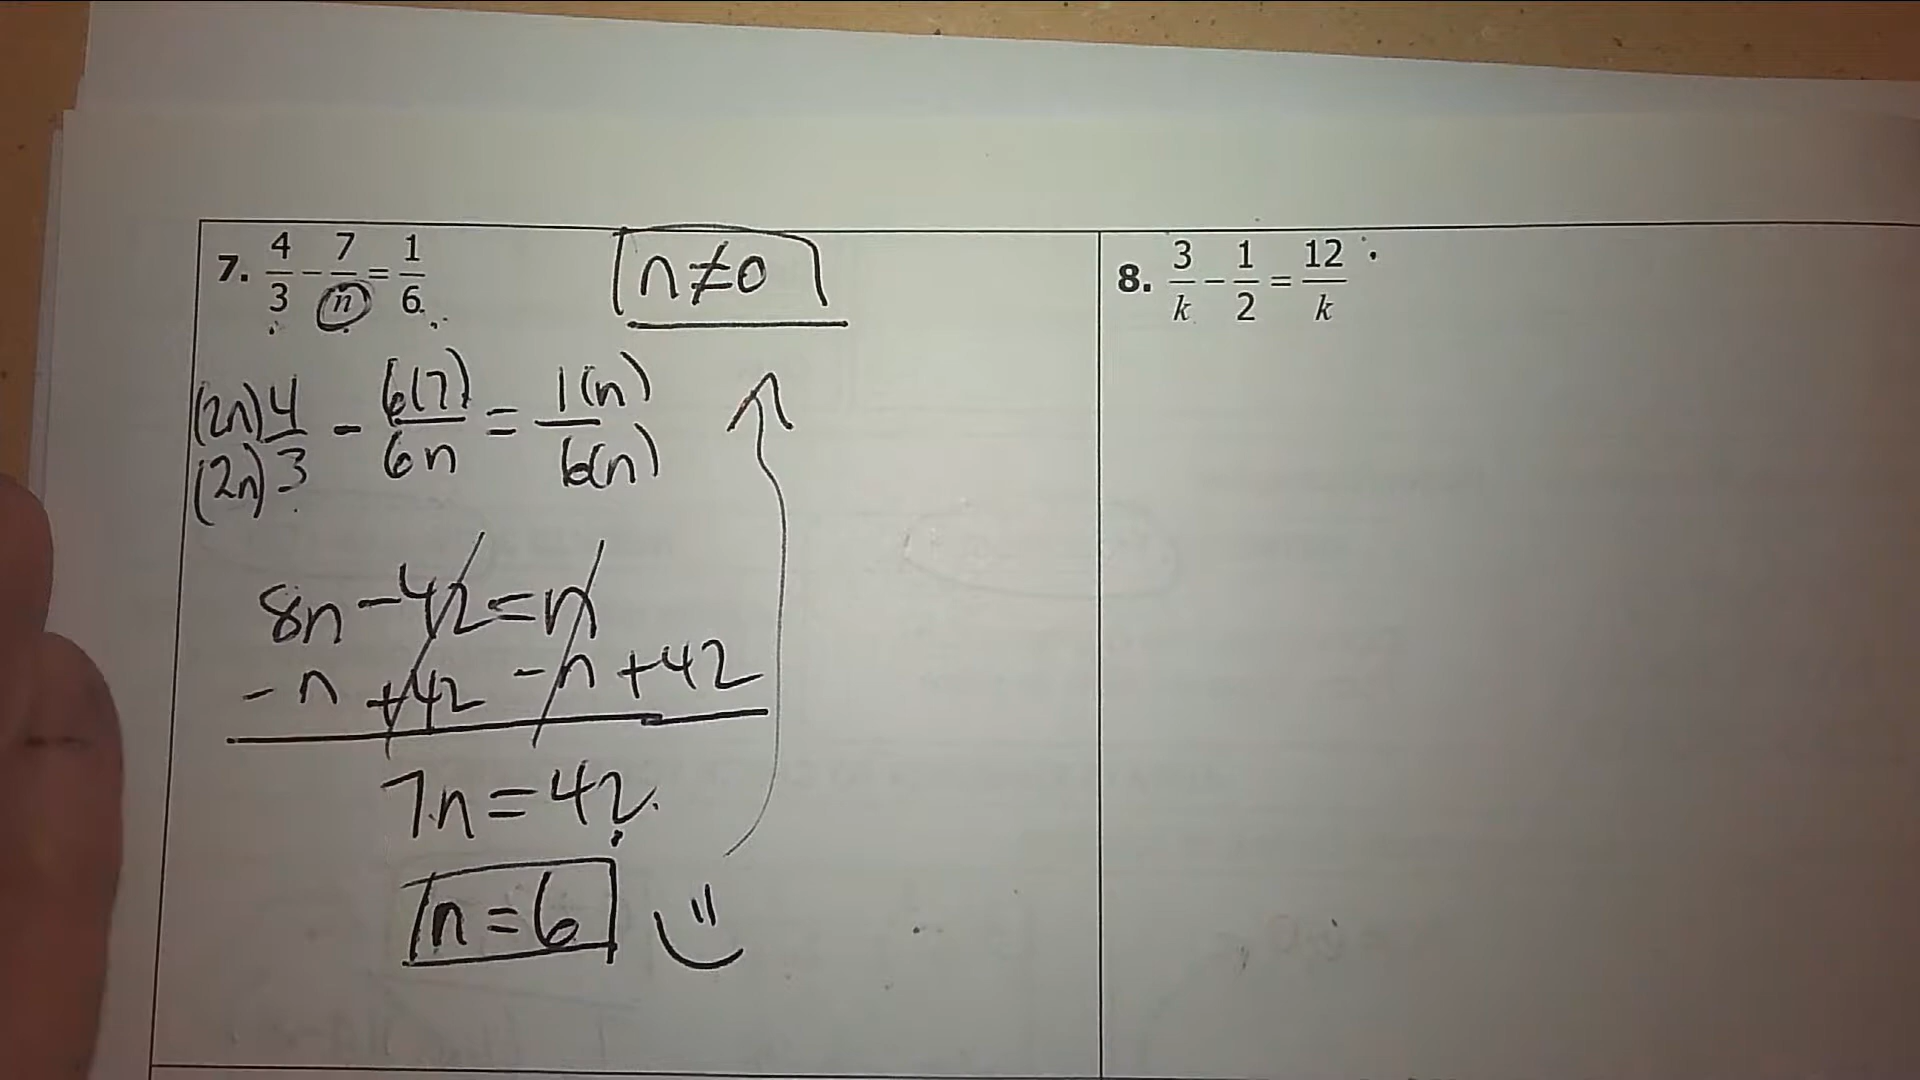 7. 4/3 - 7/n = 1/6
n≠0
(2n)4/(2n)3 - 6(7)/6n = 1(n)/6(n)
8n - 42 = n
- n +42 - n + 42
7n = 42
n = 6
8. 3/k - 1/2 = 12/k